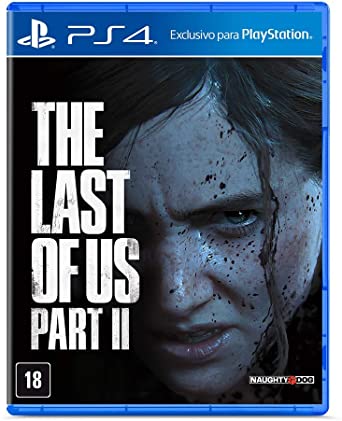 PS4
Exclusivo para PlayStation®
THE
LAST
OF US
PART II
18
NAUGHTY DOG